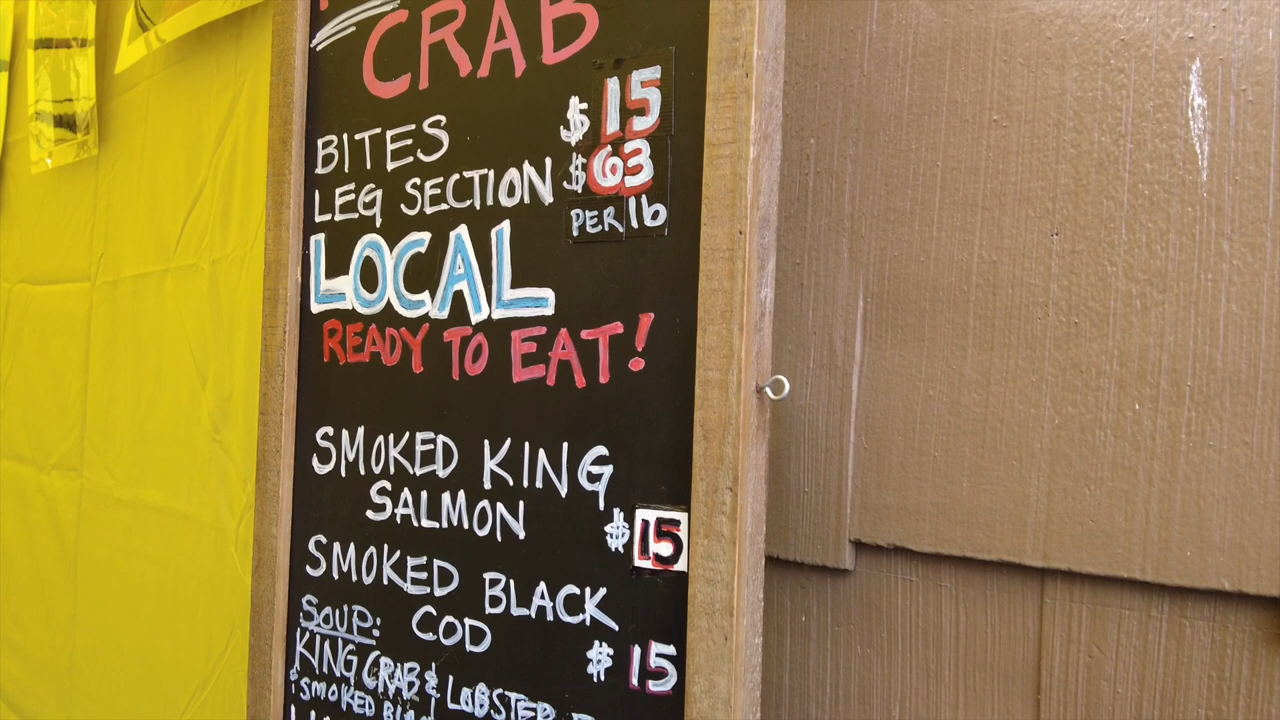 CRAB
BITES $15
LEG SECTION $63
PER lb
LOCAL
READY TO EAT!
SMOKED KING
SALMON $15
SMOKED BLACK
COD $15
SOUP:
KING CRAB & LOBSTER
& SMOKED